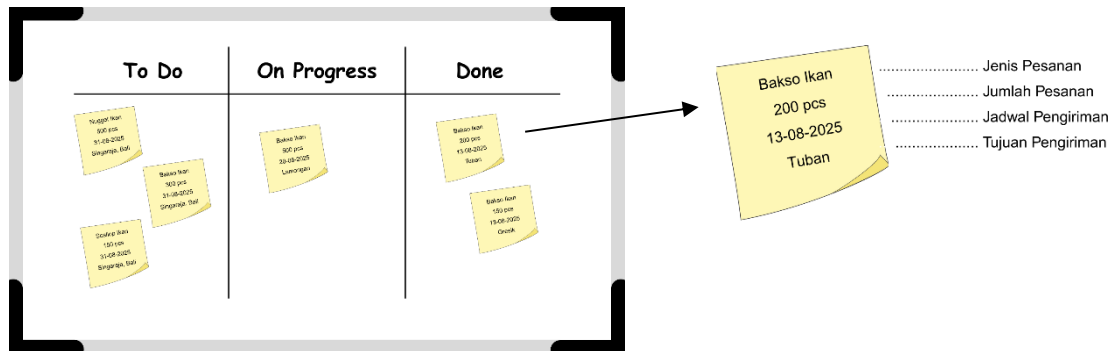 To Do
On Progress
Done
Nugget Ikan
500 pcs
31-08-2025
Singaraja, Bali
Bakso Ikan
300 pcs
31-08-2025
Singaraja, Bali
Scallop Ikan
150 pcs
31-08-2025
Singaraja, Bali
Bakso Ikan
500 pcs
28-08-2025
Lamongan
Bakso Ikan
200 pcs
13-08-2025
Tuban
Bakso Ikan
150 pcs
13-08-2025
Gresik
Bakso Ikan
200 pcs
13-08-2025
Tuban
Jenis Pesanan
Jumlah Pesanan
Jadwal Pengiriman
Tujuan Pengiriman